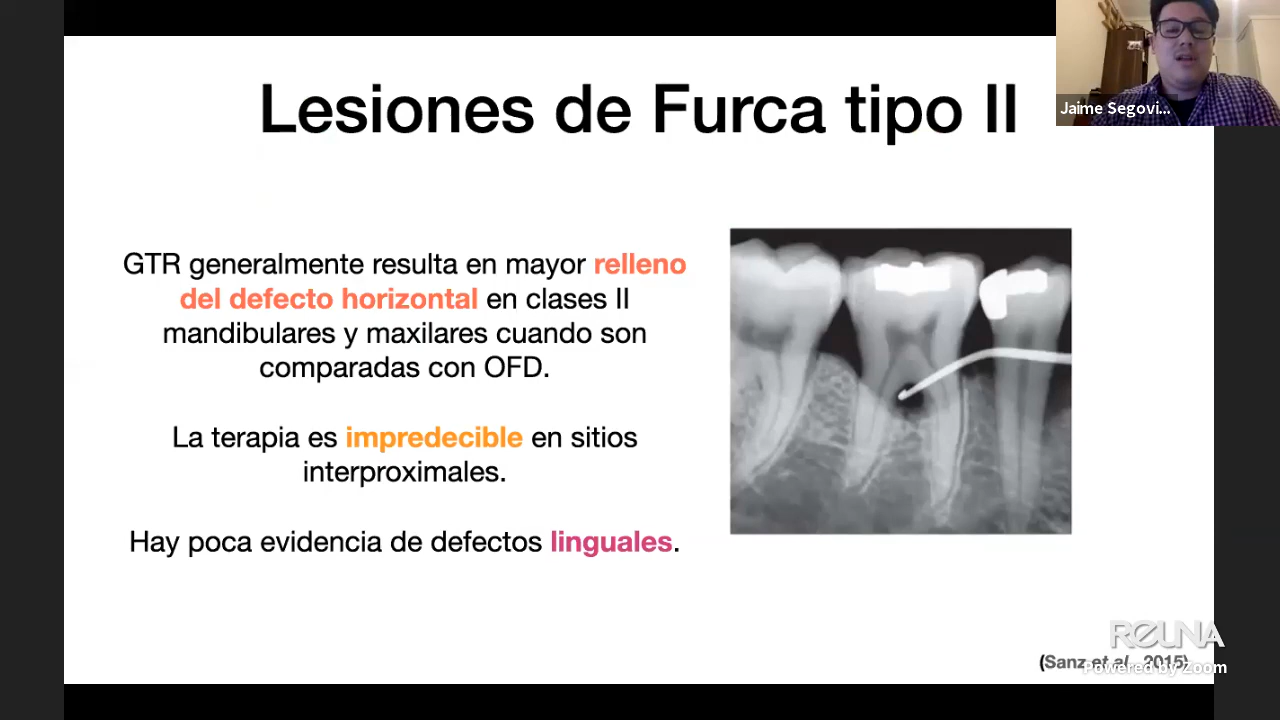 Lesiones de Furca tipo II
Jaime Segovi...
GTR generalmente resulta en mayor relleno
del defecto horizontal en clases II
mandibulares y maxilares cuando son
comparadas con OFD.
La terapia es impredecible en sitios
interproximales.
Hay poca evidencia de defectos linguales.
REUNA
(Sanz et al., 2015)
Powered by Zoom